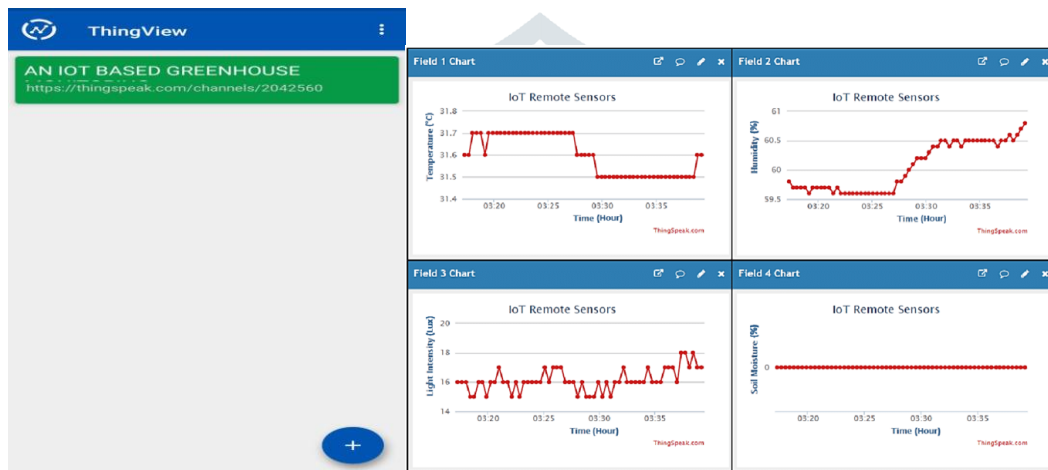 ThingView
AN IOT BASED GREENHOUSE
https://thingspeak.com/channels/2042560
+
Field 1 Chart
IoT Remote Sensors
Temperature (°C)
31.8
31.7
31.6
31.5
31.4
03:20 03:25 03:30 03:35
Time (Hour)
ThingSpeak.com
Field 2 Chart
IoT Remote Sensors
Humidity (%)
61
60.5
60
59.5
03:20 03:25 03:30 03:35
Time (Hour)
ThingSpeak.com
Field 3 Chart
IoT Remote Sensors
Light Intensity (Lux)
20
18
16
14
03:20 03:25 03:30 03:35
Time (Hour)
ThingSpeak.com
Field 4 Chart
IoT Remote Sensors
Soil Moisture (%)
0
03:20 03:25 03:30 03:35
Time (Hour)
ThingSpeak.com